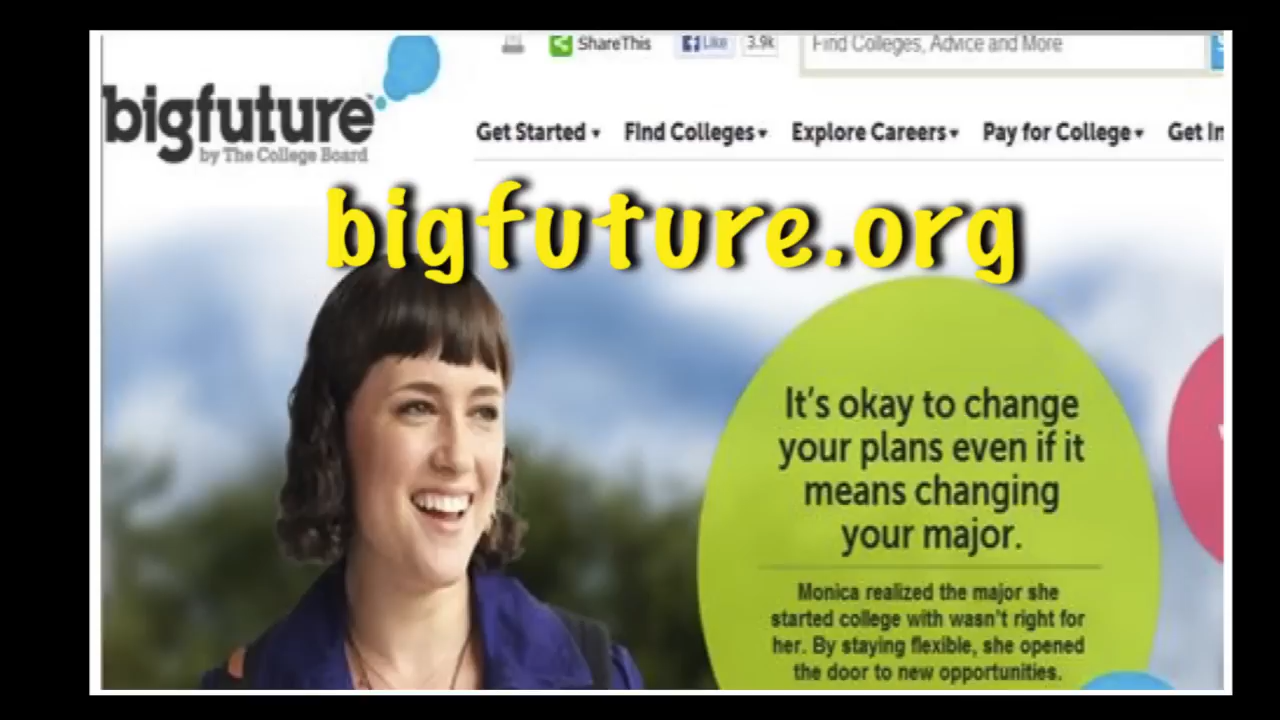 ShareThis Like 3.9k Find Colleges, Advice and More
bigfuture™
by The College Board
Get Started Find Colleges Explore Careers Pay for College Get In
bigfuture.org
It's okay to change
your plans even if it
means changing
your major.
Monica realized the major she
started college with wasn't right for
her. By staying flexible, she opened
the door to new opportunities.